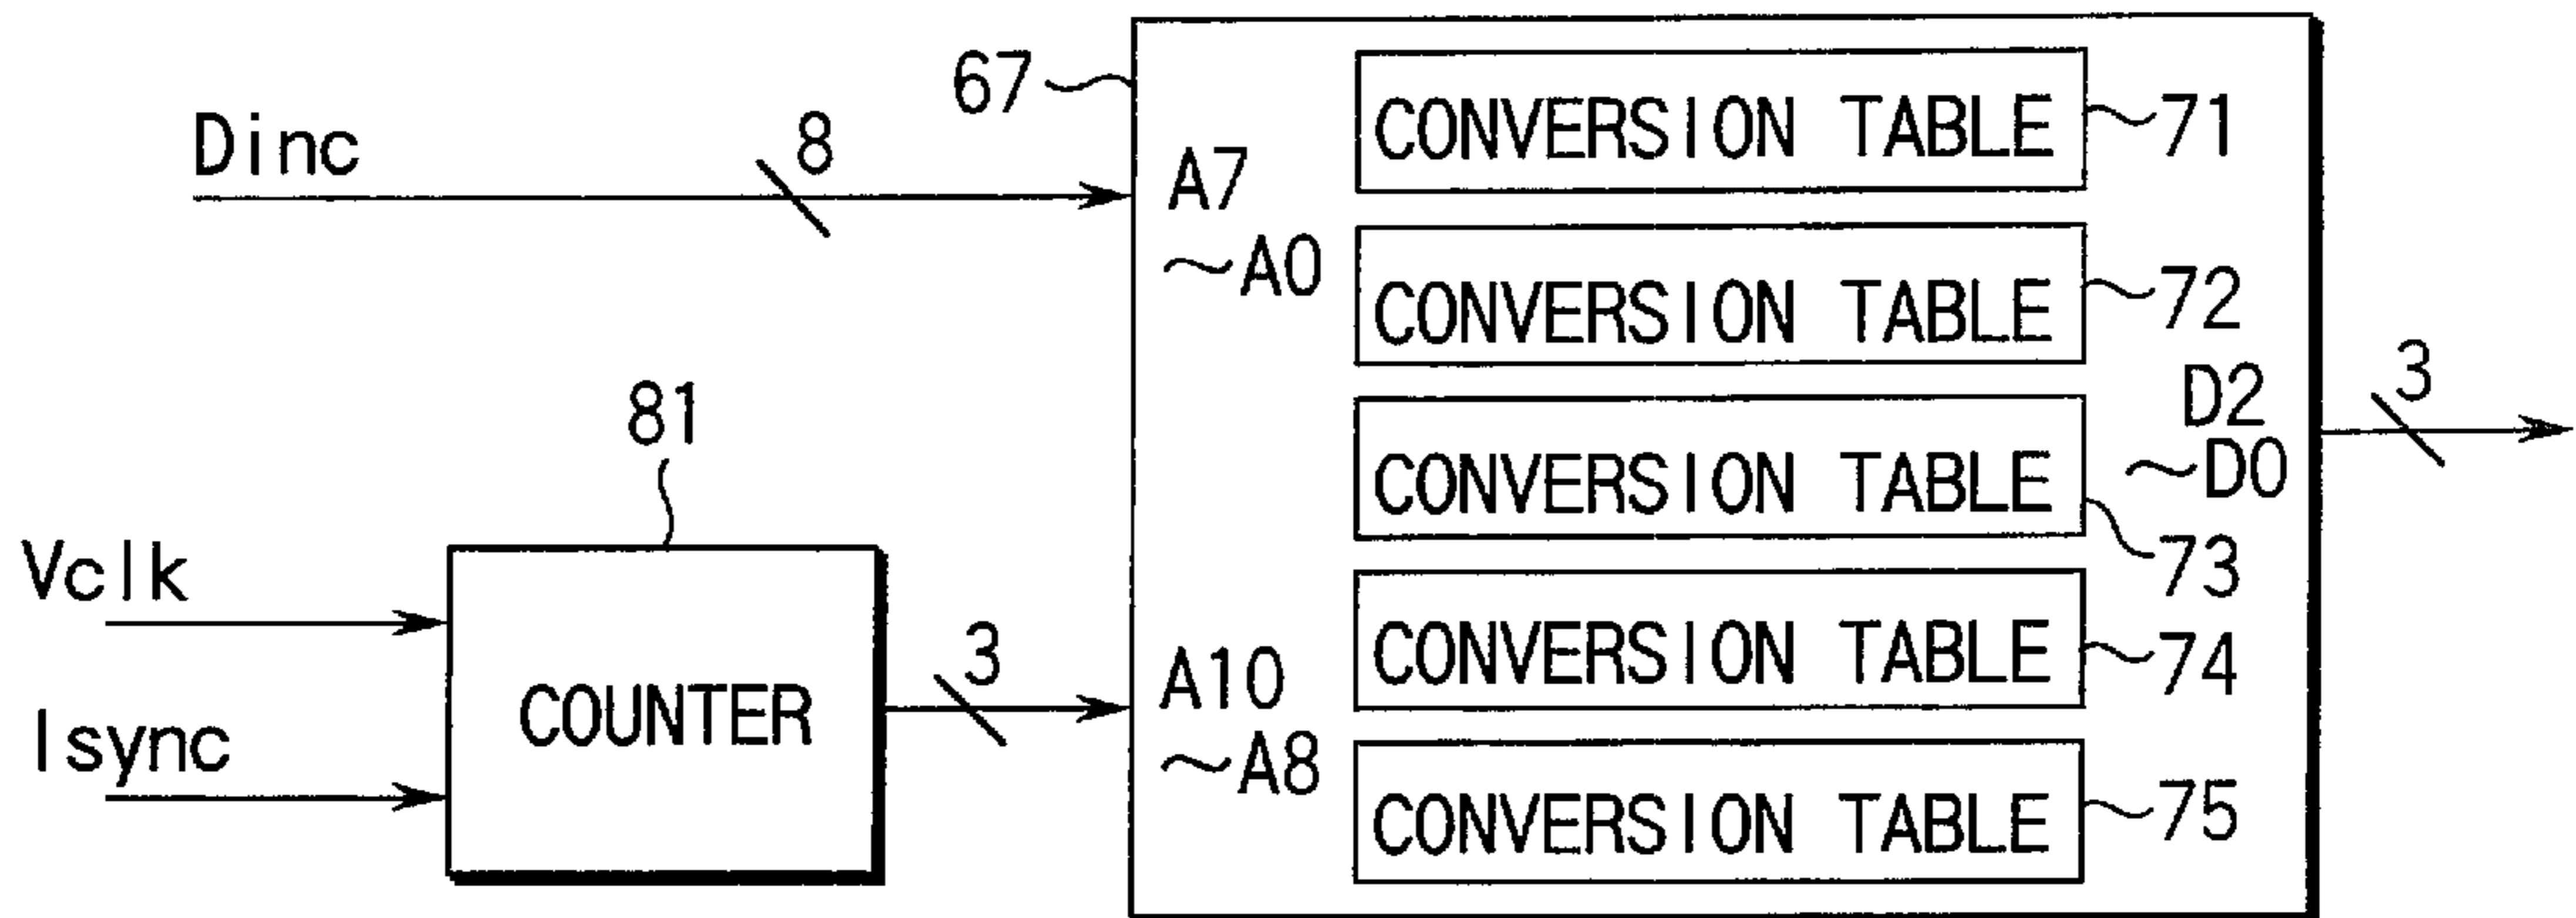 Dinc
8
67
A7
~A0
CONVERSION TABLE
71
CONVERSION TABLE
72
CONVERSION TABLE
73
D2
~D0
3
81
Vclk
Isync
COUNTER
3
A10
~A8
CONVERSION TABLE
74
CONVERSION TABLE
75